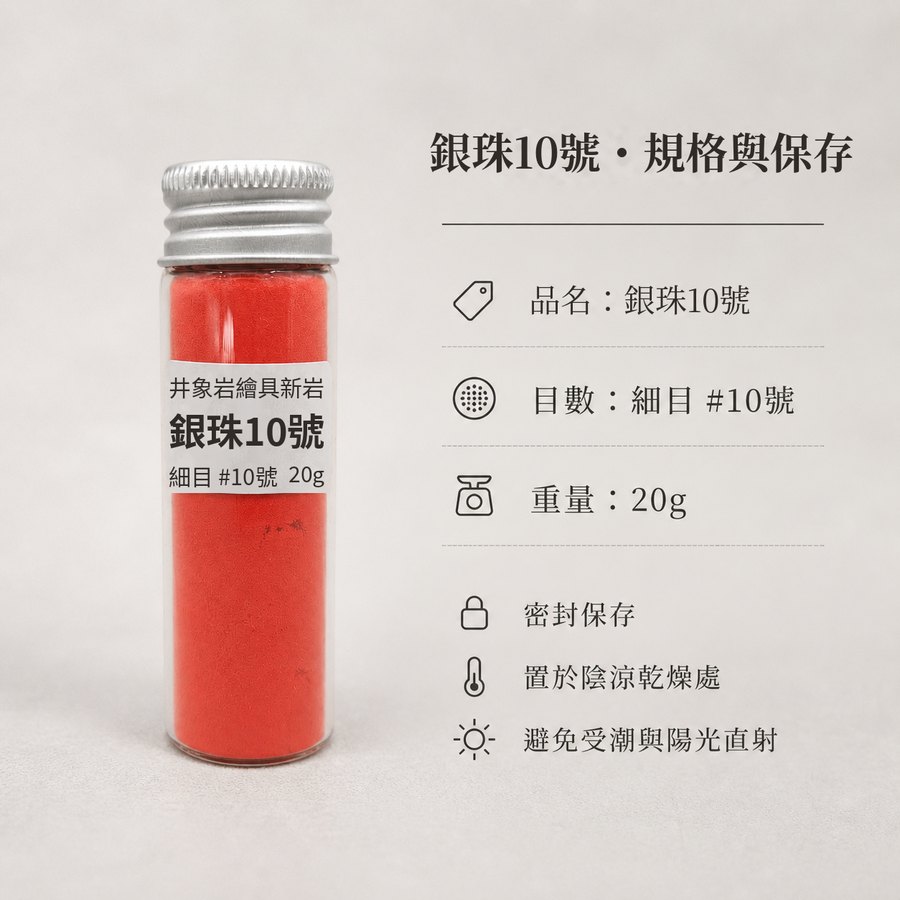 銀珠10號・規格與保存
品名：銀珠10號
目數：細目 #10號
重量：20g
密封保存
置於陰涼乾燥處
避免受潮與陽光直射
井象岩繪具新岩
銀珠10號
細目 #10號 20g